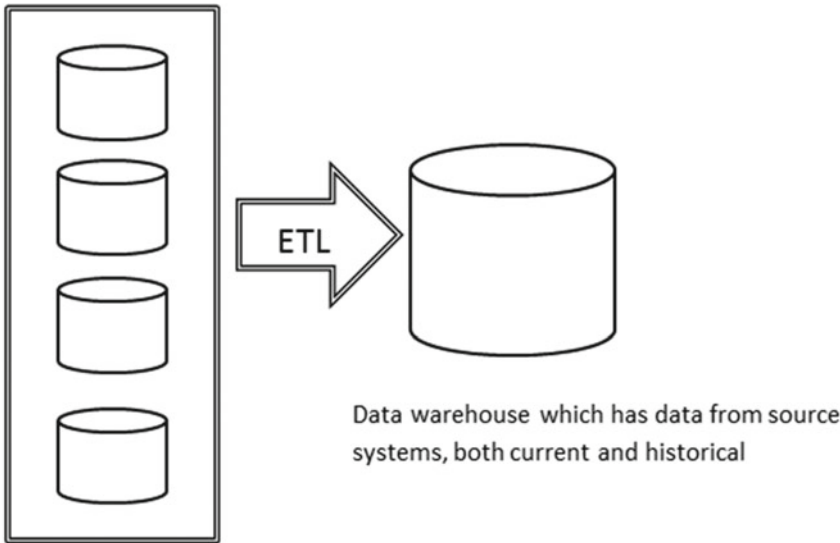 ETL
Data warehouse which has data from source
systems, both current and historical